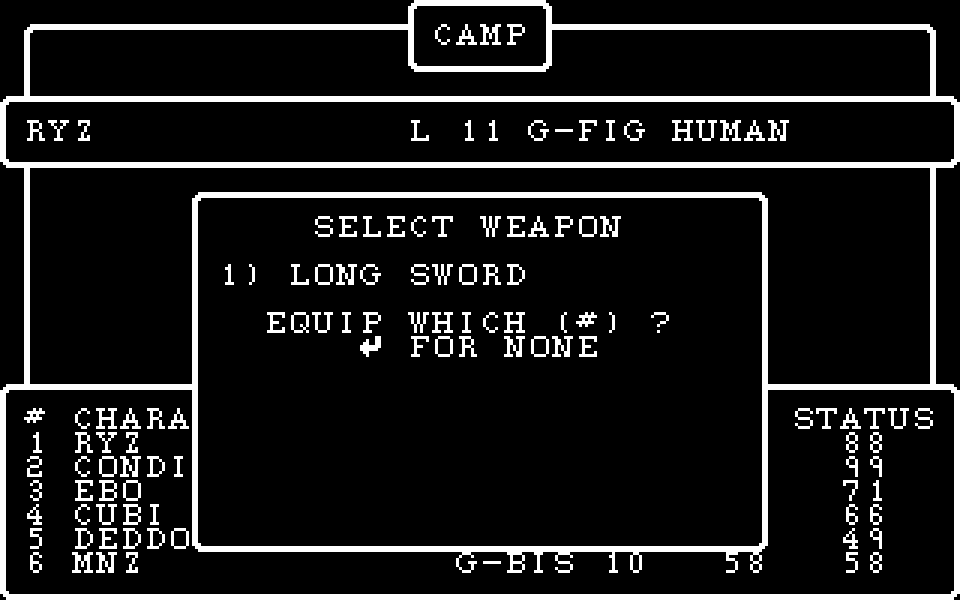 CAMP
RYZ L 11 G-FIG HUMAN
SELECT WEAPON
1) LONG SWORD
EQUIP WHICH (#) ?
↵ FOR NONE
# CHARA STATUS
1 RYZ 88
2 CONDI 99
3 EBO 71
4 CUBI 66
5 DEDDO 49
6 MNZ G-BIS 10 58 58